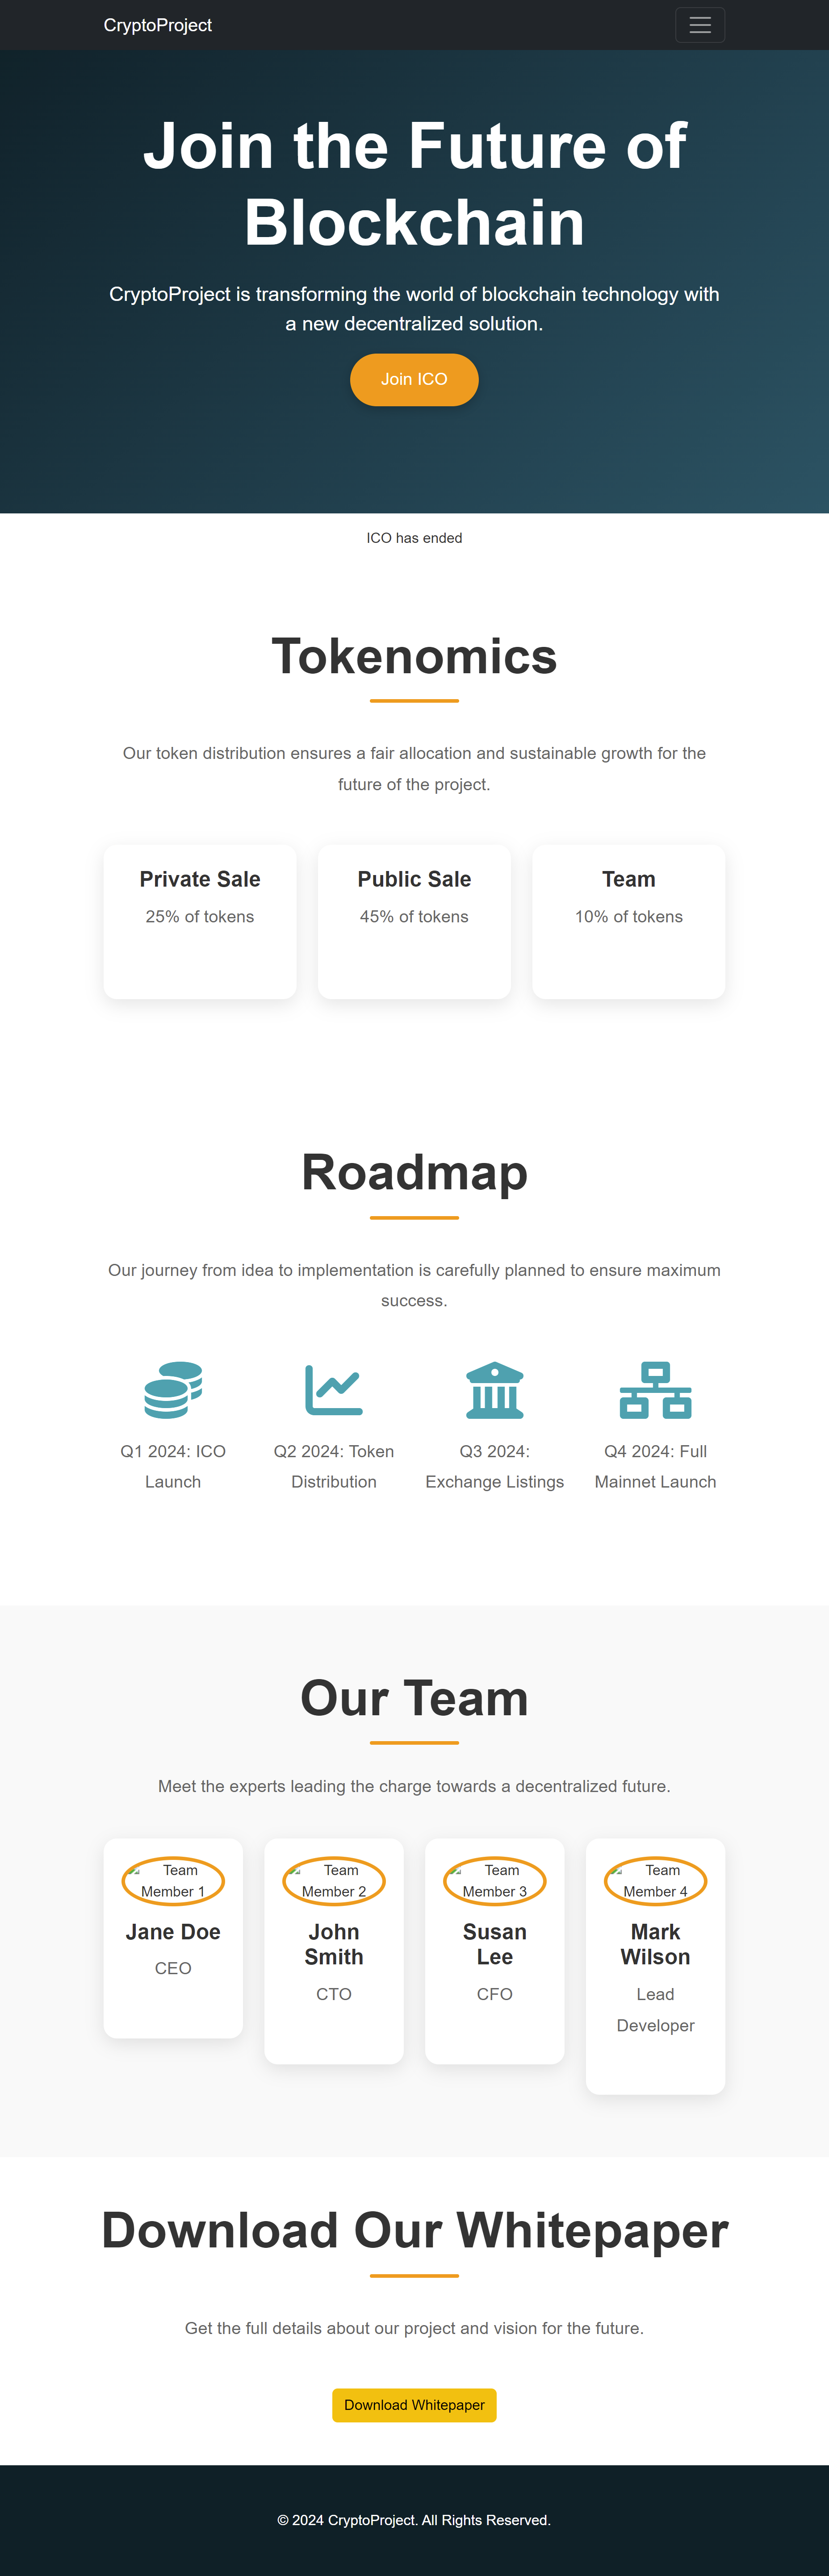 CryptoProject
Join the Future of
Blockchain
CryptoProject is transforming the world of blockchain technology with
a new decentralized solution.
Join ICO
ICO has ended
Tokenomics
Our token distribution ensures a fair allocation and sustainable growth for the
future of the project.
Private Sale
25% of tokens
Public Sale
45% of tokens
Team
10% of tokens
Roadmap
Our journey from idea to implementation is carefully planned to ensure maximum
success.
Q1 2024: ICO
Launch
Q2 2024: Token
Distribution
Q3 2024:
Exchange Listings
Q4 2024: Full
Mainnet Launch
Our Team
Meet the experts leading the charge towards a decentralized future.
Team
Member 1
Jane Doe
CEO
Team
Member 2
John
Smith
CTO
Team
Member 3
Susan
Lee
CFO
Team
Member 4
Mark
Wilson
Lead
Developer
Download Our Whitepaper
Get the full details about our project and vision for the future.
Download Whitepaper
© 2024 CryptoProject. All Rights Reserved.